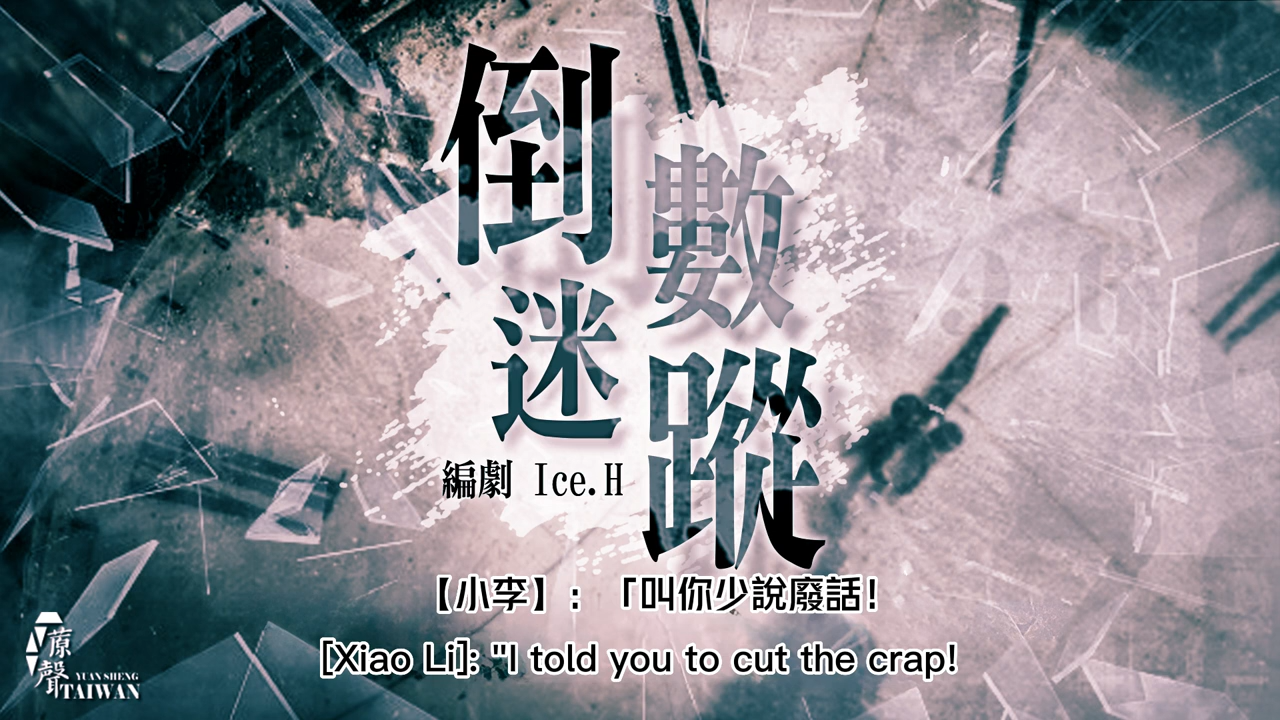 倒數
迷蹤
編劇 Ice.H
【小李】：「叫你少說廢話！
[Xiao Li]: "I told you to cut the crap!
原聲
YUAN SHENG
TAIWAN